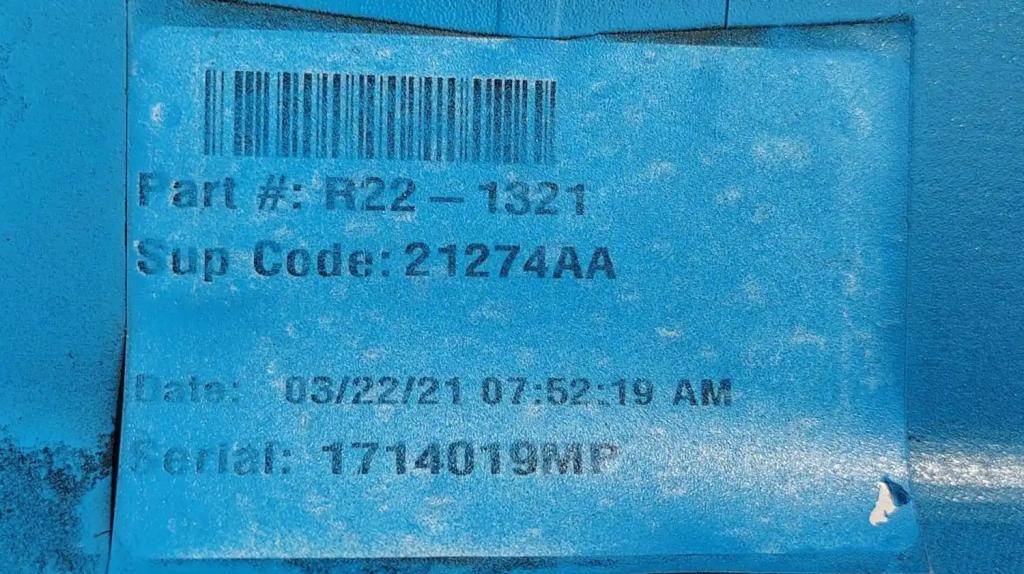 Part #: R22-1321
Sup Code: 21274AA
Date: 03/22/21 07:52:19 AM
Serial: 1714019MP